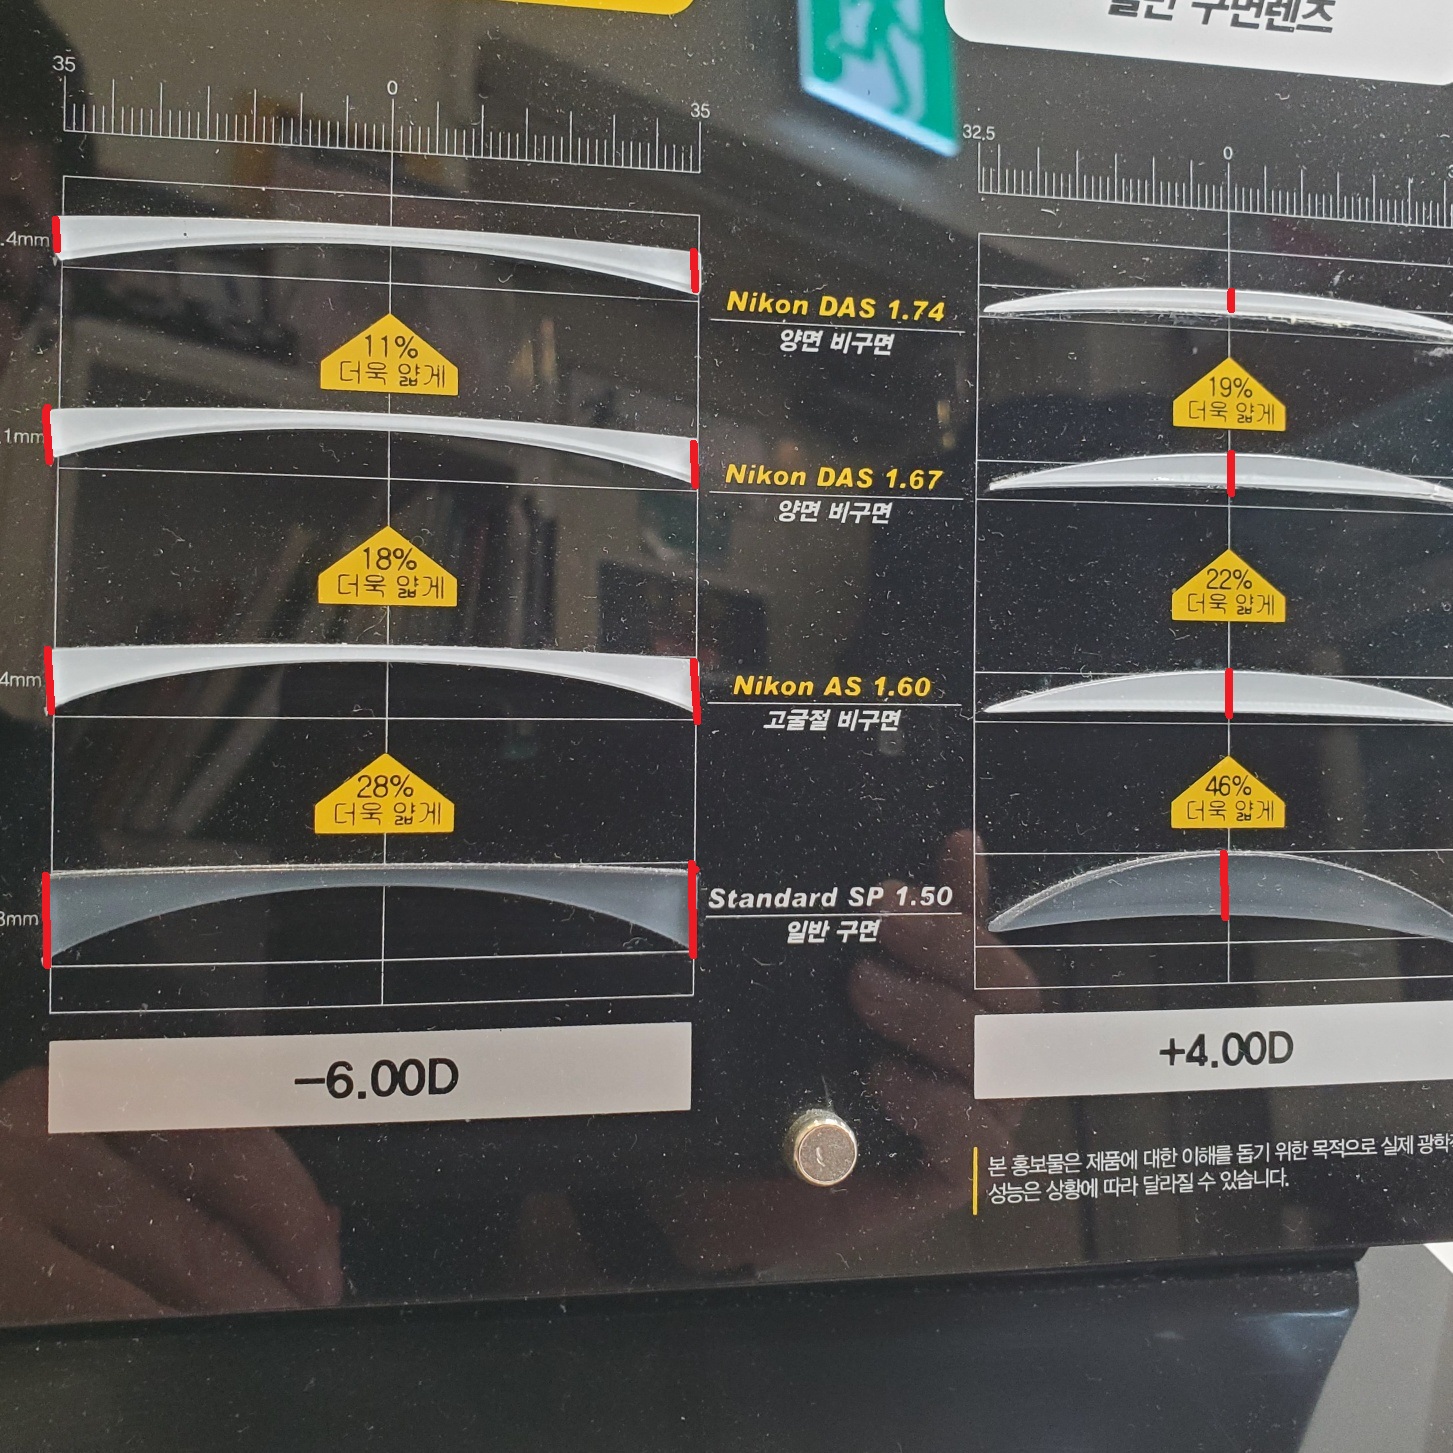 일반 구면렌즈
35
0
35
32.5
0
.4mm
Nikon DAS 1.74
양면 비구면
11%
더욱 얇게
19%
더욱 얇게
1mm
Nikon DAS 1.67
양면 비구면
18%
더욱 얇게
22%
더욱 얇게
4mm
Nikon AS 1.60
고굴절 비구면
28%
더욱 얇게
46%
더욱 얇게
3mm
Standard SP 1.50
일반 구면
-6.00D
+4.00D
본 홍보물은 제품에 대한 이해를 돕기 위한 목적으로 실제 광학
성능은 상황에 따라 달라질 수 있습니다.